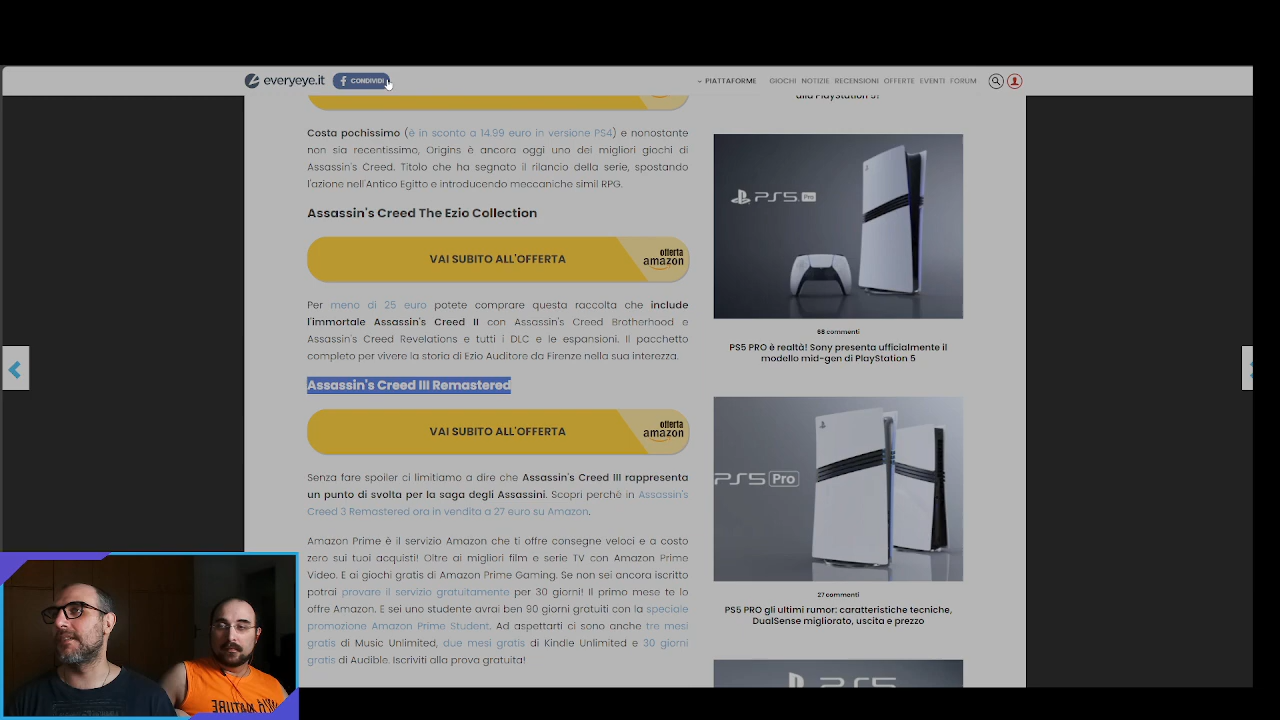 everyeye.it
CONDIVIDI
PIATTAFORME
GIOCHI NOTIZIE RECENSIONI OFFERTE EVENTI FORUM
Costa pochissimo (è in sconto a 14.99 euro in versione PS4) e nonostante
non sia recentissimo, Origins è ancora oggi uno dei migliori giochi di
Assassin's Creed. Titolo che ha segnato il rilancio della serie, spostando
l'azione nell'Antico Egitto e introducendo meccaniche simil RPG.
Assassin's Creed The Ezio Collection
VAI SUBITO ALL'OFFERTA
offerta
amazon
Per meno di 25 euro potete comprare questa raccolta che include
l'immortale Assassin's Creed II con Assassin's Creed Brotherhood e
Assassin's Creed Revelations e tutti i DLC e le espansioni. Il pacchetto
completo per vivere la storia di Ezio Auditore da Firenze nella sua interezza.
Assassin's Creed III Remastered
VAI SUBITO ALL'OFFERTA
offerta
amazon
Senza fare spoiler ci limitiamo a dire che Assassin's Creed III rappresenta
un punto di svolta per la saga degli Assassini. Scopri perchè in Assassin's
Creed 3 Remastered ora in vendita a 27 euro su Amazon.
Amazon Prime è il servizio Amazon che ti offre consegne veloci e a costo
zero sui tuoi acquisti! Oltre ai migliori film e serie TV con Amazon Prime
Video. E ai giochi gratis di Amazon Prime Gaming. Se non sei ancora iscritto
potrai provare il servizio gratuitamente per 30 giorni! Il primo mese te lo
offre Amazon. E sei uno studente avrai ben 90 giorni gratuiti con la speciale
promozione Amazon Prime Student. Ad aspettarti ci sono anche tre mesi
gratis di Music Unlimited, due mesi gratis di Kindle Unlimited e 30 giorni
gratis di Audible. Iscriviti alla prova gratuita!
alla PlayStation 5?
PS5 Pro
68 commenti
PS5 PRO è realtà! Sony presenta ufficialmente il
modello mid-gen di PlayStation 5
PS5 Pro
27 commenti
PS5 PRO gli ultimi rumor: caratteristiche tecniche,
DualSense migliorato, uscita e prezzo
PS5